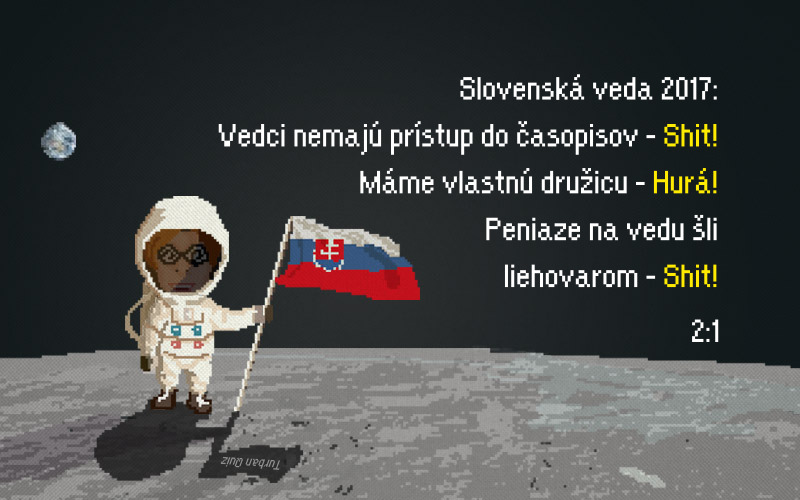 Slovenská veda 2017:
Vedci nemajú prístup do časopisov - Shit!
Máme vlastnú družicu - Hurá!
Peniaze na vedu šli
liehovarom - Shit!
2:1
Turban Quiz